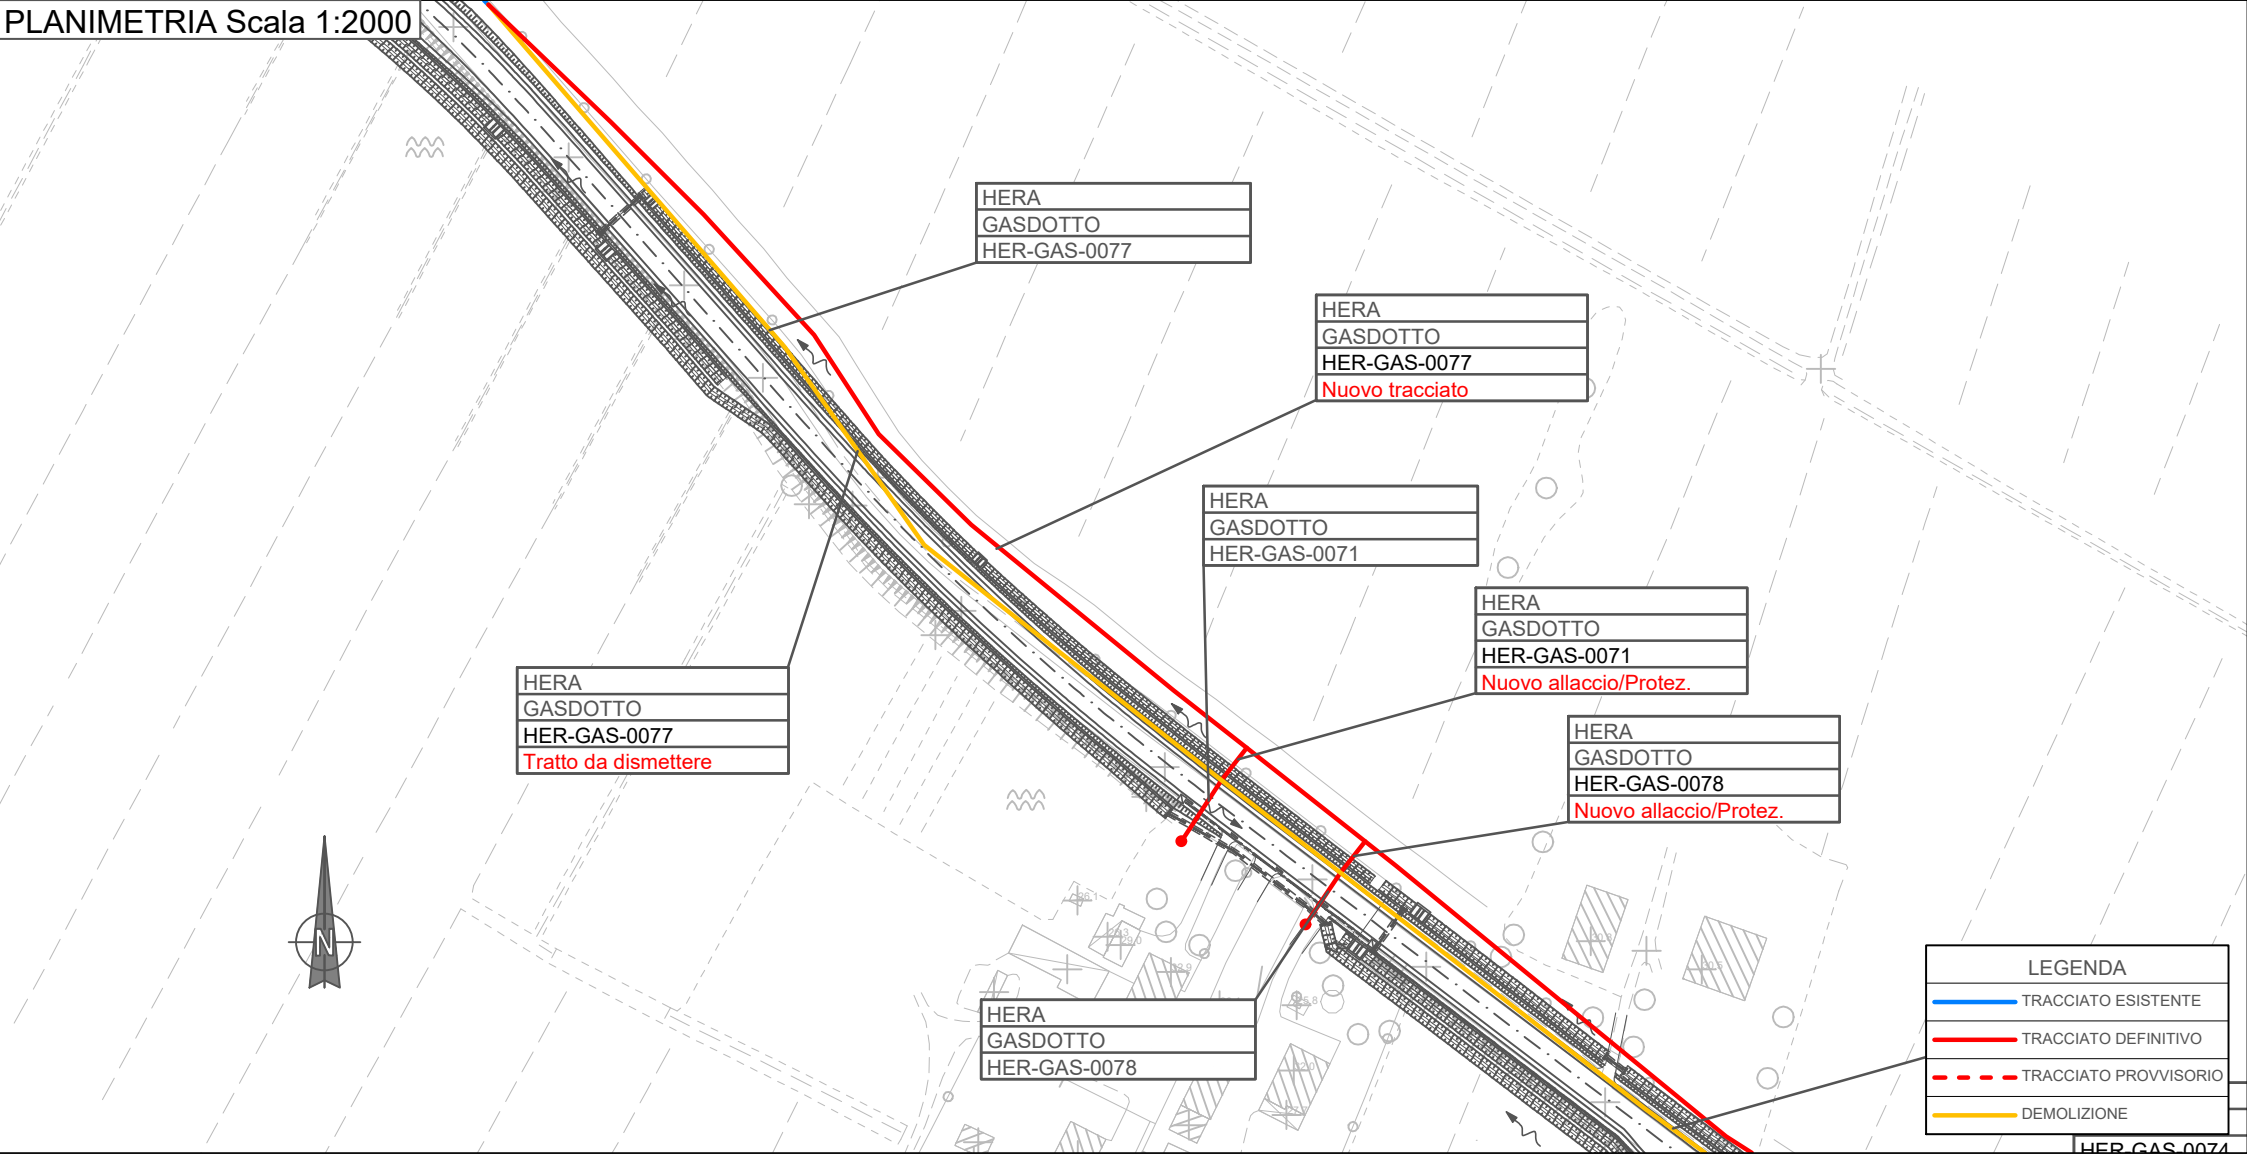 PLANIMETRIA Scala 1:2000
HERA
GASDOTTO
HER-GAS-0077
HERA
GASDOTTO
HER-GAS-0077
Nuovo tracciato
HERA
GASDOTTO
HER-GAS-0071
HERA
GASDOTTO
HER-GAS-0071
Nuovo allaccio/Protez.
HERA
GASDOTTO
HER-GAS-0077
Tratto da dismettere
HERA
GASDOTTO
HER-GAS-0078
Nuovo allaccio/Protez.
N
HERA
GASDOTTO
HER-GAS-0078
LEGENDA
TRACCIATO ESISTENTE
TRACCIATO DEFINITIVO
TRACCIATO PROVVISORIO
DEMOLIZIONE
HER-GAS-0074